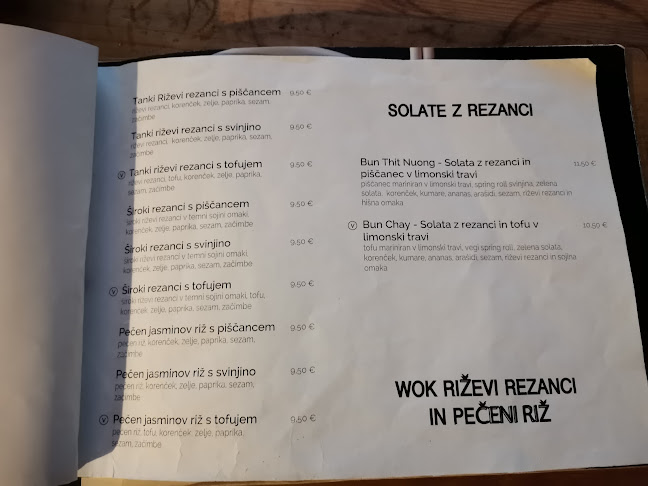 Tanki Riževi rezanci s piščancem 9.50 €
riževi rezanci, korenček, zelje, paprika, sezam,
začimbe
Tanki riževi rezanci s svinjino 9.50 €
riževi rezanci, korenček, zelje, paprika, sezam,
začimbe
V Tanki riževi rezanci s tofujem 9.50 €
riževi rezanci, tofu, korenček, zelje, paprika,
sezam, začimbe
Široki rezanci s piščancem 9.50 €
široki riževi rezanci v temni sojini omaki,
korenček, zelje, paprika, sezam, začimbe
Široki rezanci s svinjino 9.50 €
široki riževi rezanci v temni sojini omaki,
korenček, zelje, paprika, sezam, začimbe
V Široki rezanci s tofujem 9.50 €
široki riževi rezanci v temni sojini omaki, tofu,
korenček, zelje, paprika, sezam, začimbe
Pečen jasminov riž s piščancem 9.50 €
pečen riž, korenček, zelje, paprika, sezam,
začimbe
Pečen jasminov riž s svinjino 9.50 €
pečen riž, korenček, zelje, paprika, sezam,
začimbe
V Pečen jasminov riž s tofujem 9.50 €
pečen riž, tofu, korenček, zelje, paprika,
sezam, začimbe
SOLATE Z REZANCI
Bun Thit Nuong - Solata z rezanci in 11.50 €
piščanec v limonski travi
piščanec mariniran v limonski travi, spring roll svinjina, zelena
solata, korenček, kumare, ananas, arašidi, sezam, riževi rezanci in
hišna omaka
V Bun Chay - Solata z rezanci in tofu v 10.50 €
limonski travi
tofu mariniran v limonski travi, vegi spring roll, zelena solata,
korenček, kumare, ananas, arašidi, sezam, riževi rezanci in sojina
omaka
WOK RIŽEVI REZANCI
IN PEČENI RIŽ